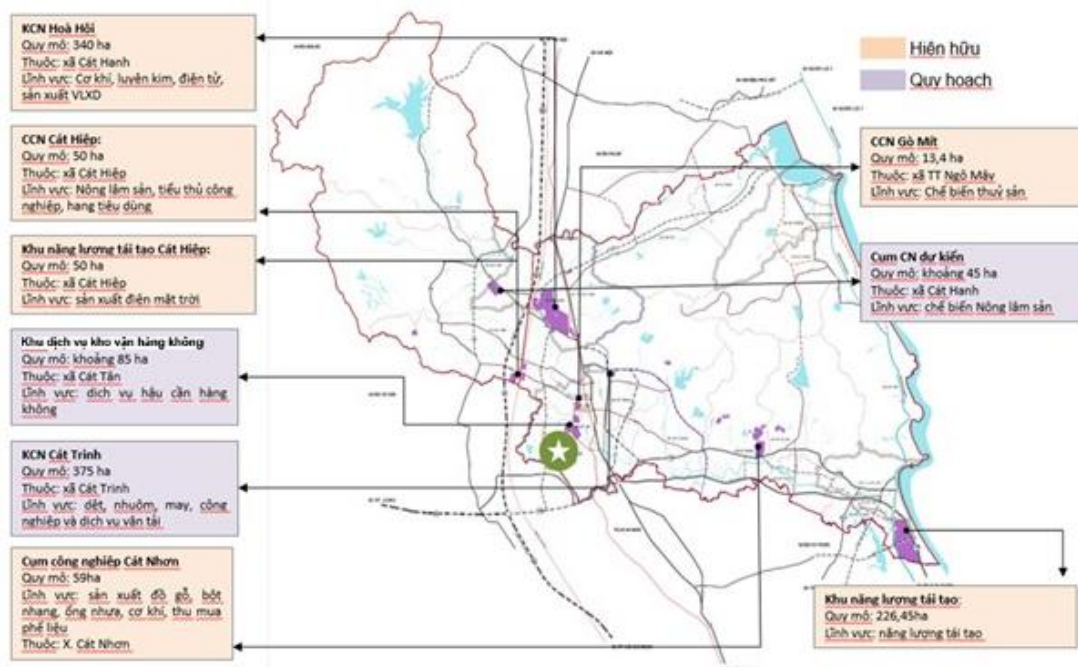 KCN Hoà Hội
Quy mô: 340 ha
Thuộc: xã Cát Hanh
Lĩnh vực: Cơ khí, luyện kim, điện tử,
sản xuất VLXD
CCN Cát Hiệp:
Quy mô: 50 ha
Thuộc: xã Cát Hiệp
Lĩnh vực: Nông lâm sản, tiểu thủ công
nghiệp, hang tiêu dùng
Khu năng lượng tái tạo Cát Hiệp:
Quy mô: 50 ha
Thuộc: xã Cát Hiệp
Lĩnh vực: sản xuất điện mặt trời
Khu dịch vụ kho vận hàng không
Quy mô: khoảng 85 ha
Thuộc: xã Cát Tân
Lĩnh vực: dịch vụ hậu cần hàng
không
KCN Cát Trinh
Quy mô: 375 ha
Thuộc: xã Cát Trinh
Lĩnh vực: dệt, nhuộm, may, công
nghiệp và dịch vụ vận tải
Cụm công nghiệp Cát Nhơn
Quy mô: 59ha
Lĩnh vực: sản xuất đồ gỗ, bột
nhang, ống nhựa, cơ khí, thu mua
phế liệu
Thuộc: X. Cát Nhơn
Hiện hữu
Quy hoạch
CCN Gò Mít
Quy mô: 13,4 ha
Thuộc: xã TT Ngô Mây
Lĩnh vực: Chế biến thuỷ sản
Cụm CN dự kiến
Quy mô: khoảng 45 ha
Thuộc: xã Cát Hanh
Lĩnh vực: chế biến Nông lâm sản
Khu năng lượng tái tạo:
Quy mô: 226,45ha
Lĩnh vực: năng lượng tái tạo